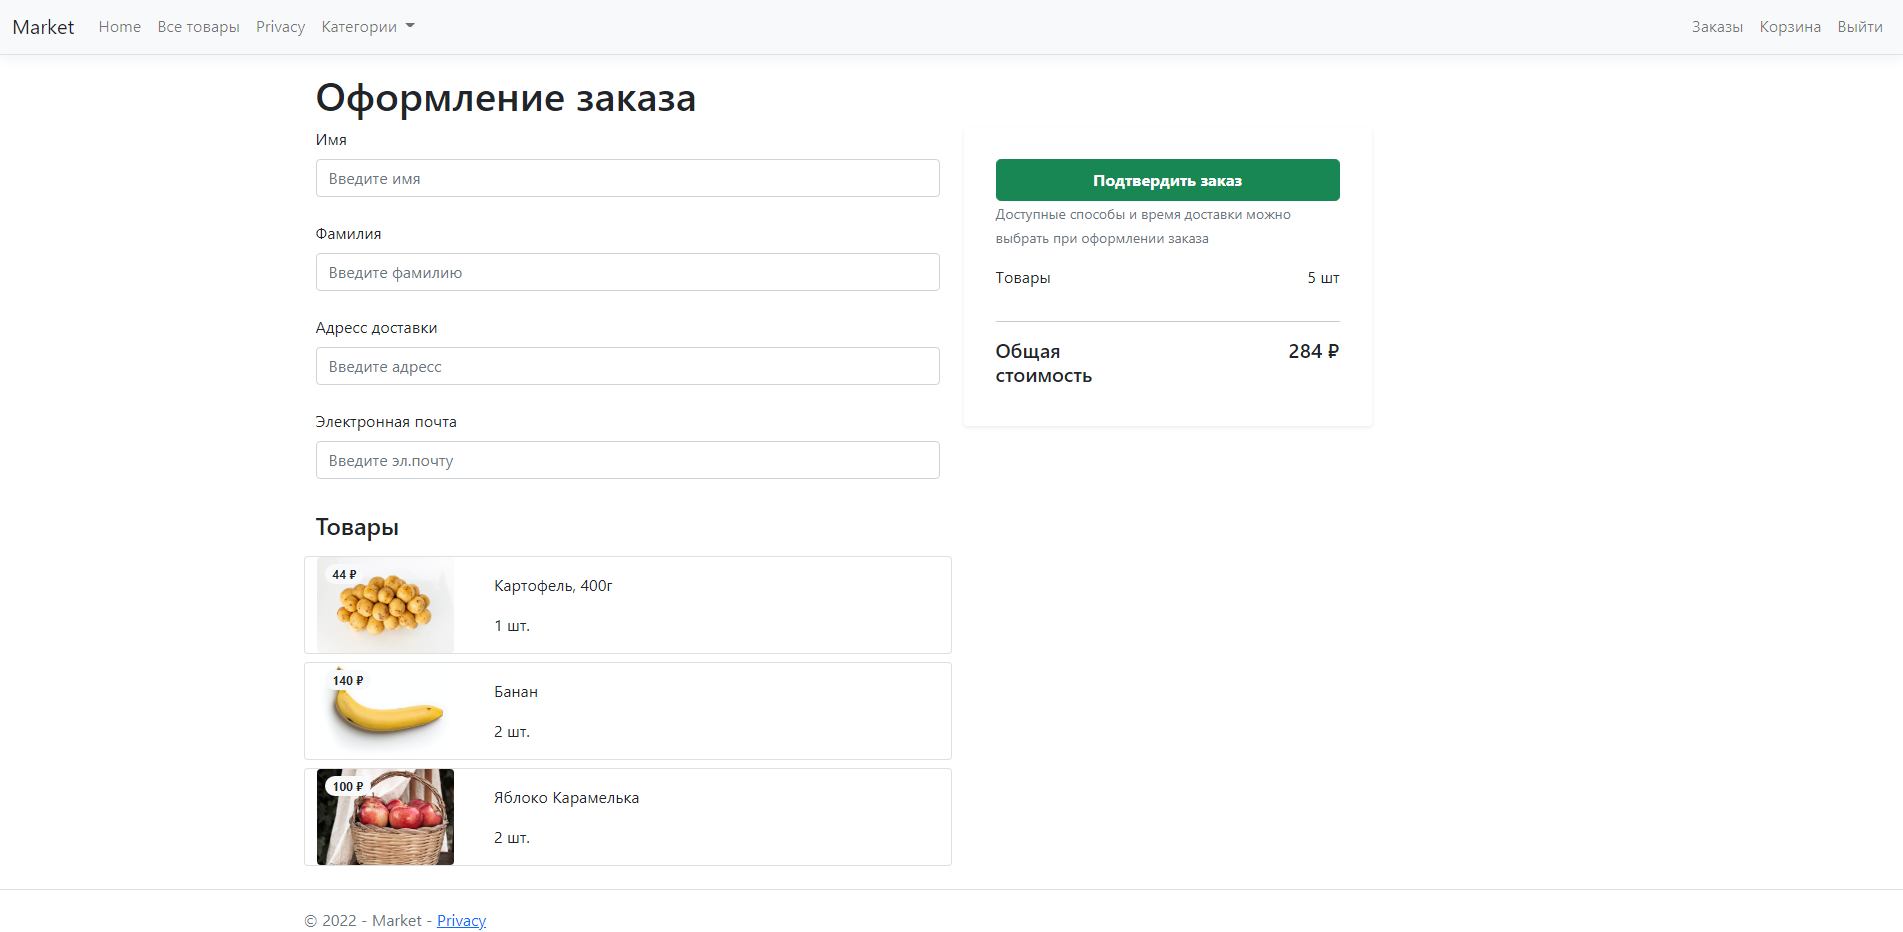 Market Home Все товары Privacy Категории Заказы Корзина Выйти
Оформление заказа
Имя
Введите имя
Фамилия
Введите фамилию
Адресс доставки
Введите адресс
Электронная почта
Введите эл.почту
Подтвердить заказ
Доступные способы и время доставки можно
выбрать при оформлении заказа
Товары 5 шт
Общая 284 ₽
стоимость
Товары
44 ₽
Картофель, 400г
1 шт.
140 ₽
Банан
2 шт.
100 ₽
Яблоко Карамелька
2 шт.
© 2022 - Market - Privacy